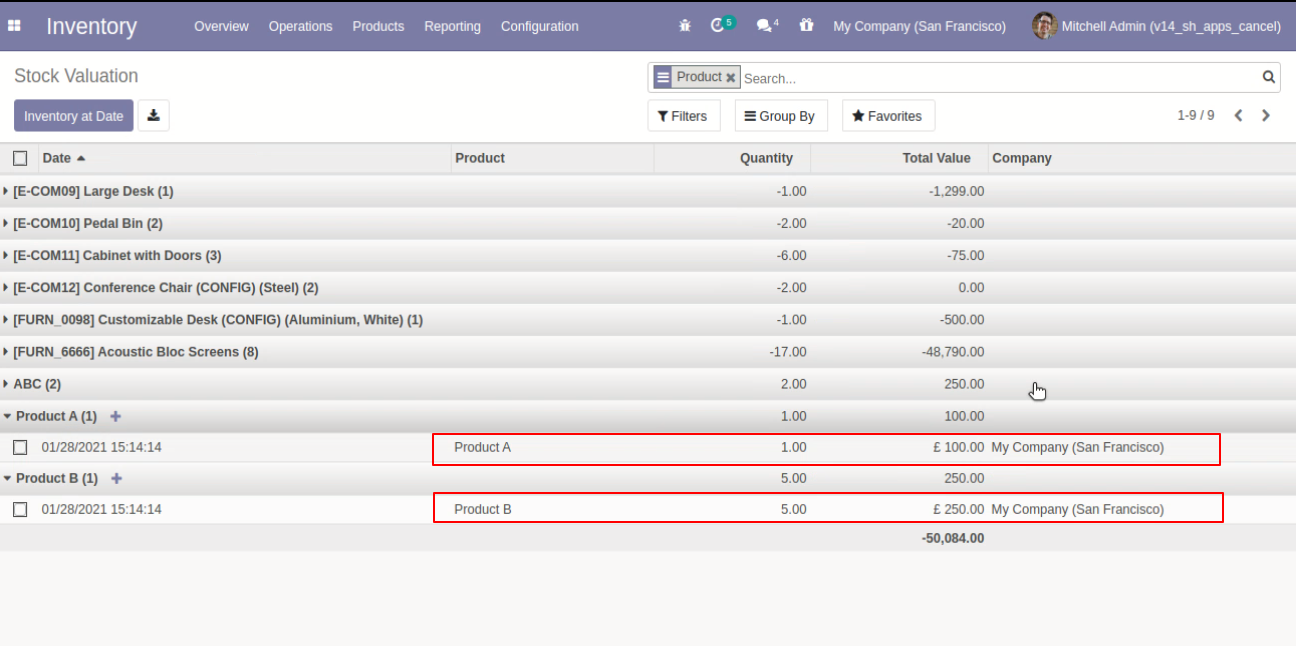 Inventory Overview Operations Products Reporting Configuration 5 4 My Company (San Francisco) Mitchell Admin (v14_sh_apps_cancel)
Stock Valuation Product Search...
Inventory at Date Filters Group By Favorites 1-9 / 9
Date Product Quantity Total Value Company
[E-COM09] Large Desk (1) -1.00 -1,299.00
[E-COM10] Pedal Bin (2) -2.00 -20.00
[E-COM11] Cabinet with Doors (3) -6.00 -75.00
[E-COM12] Conference Chair (CONFIG) (Steel) (2) -2.00 0.00
[FURN_0098] Customizable Desk (CONFIG) (Aluminium, White) (1) -1.00 -500.00
[FURN_6666] Acoustic Bloc Screens (8) -17.00 -48,790.00
ABC (2) 2.00 250.00
Product A (1) 1.00 100.00
01/28/2021 15:14:14 Product A 1.00 £ 100.00 My Company (San Francisco)
Product B (1) 5.00 250.00
01/28/2021 15:14:14 Product B 5.00 £ 250.00 My Company (San Francisco)
-50,084.00